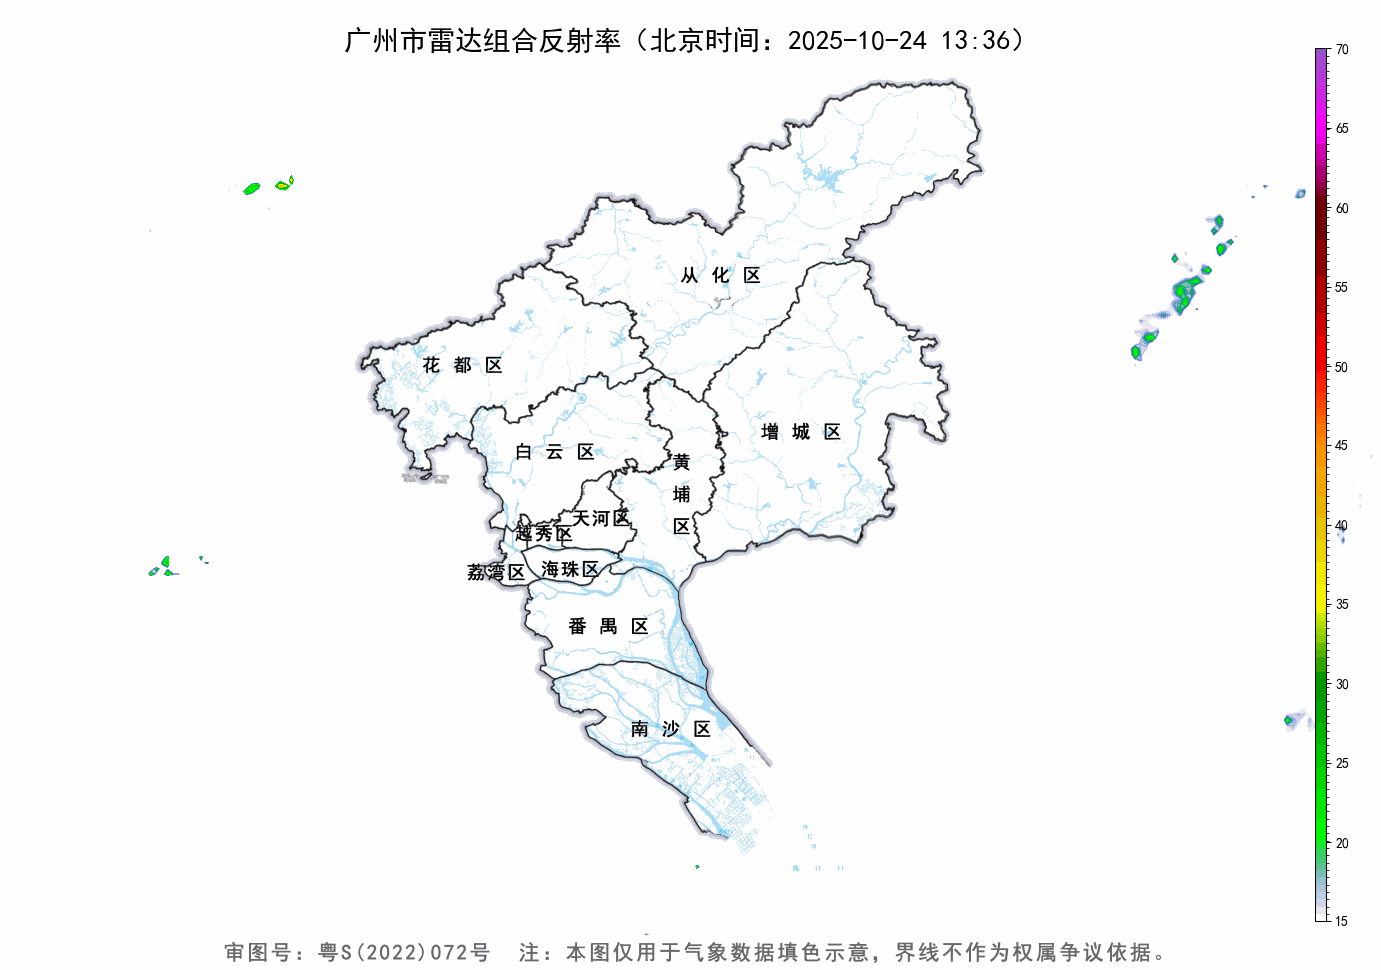 广州市雷达组合反射率（北京时间：2025-10-24 13:36）
70
65
60
55
50
45
40
35
30
25
20
15
从化区
花都区
增城区
白云区
黄埔区
天河区
越秀区
荔湾区
海珠区
番禺区
南沙区
审图号：粤S(2022)072号 注：本图仅用于气象数据填色示意，界线不作为权属争议依据。